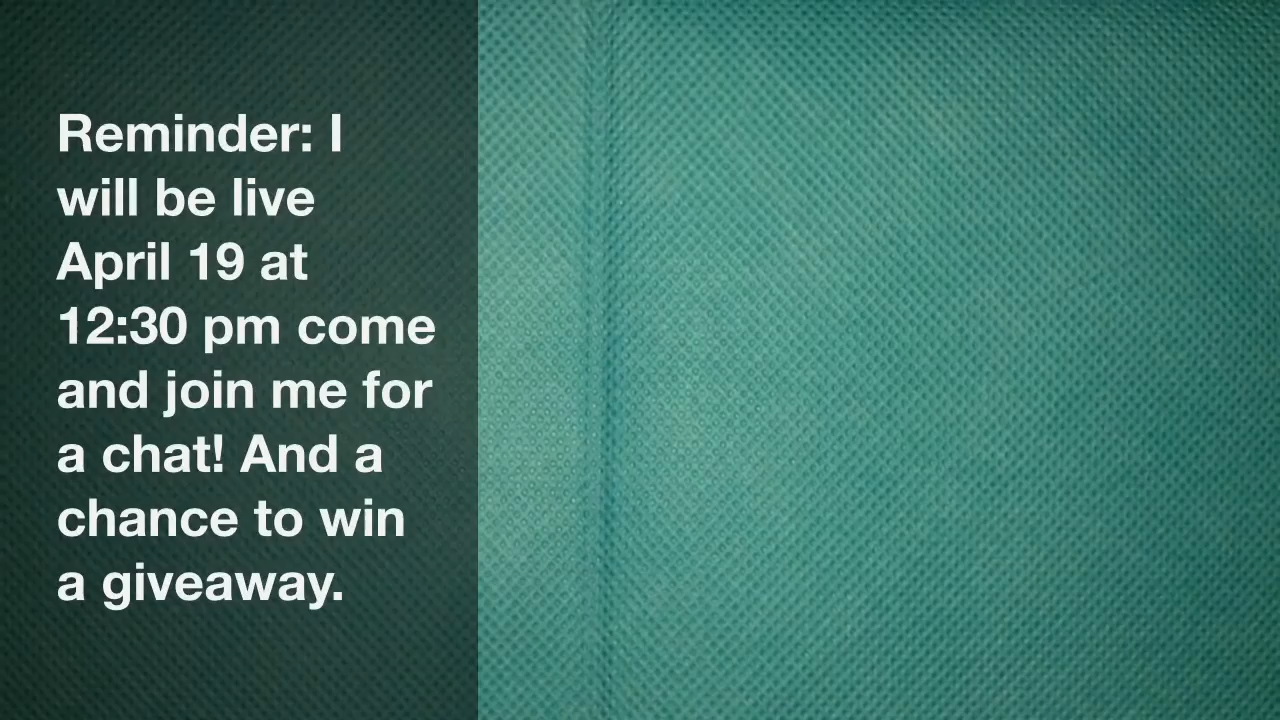 Reminder: I
will be live
April 19 at
12:30 pm come
and join me for
a chat! And a
chance to win
a giveaway.